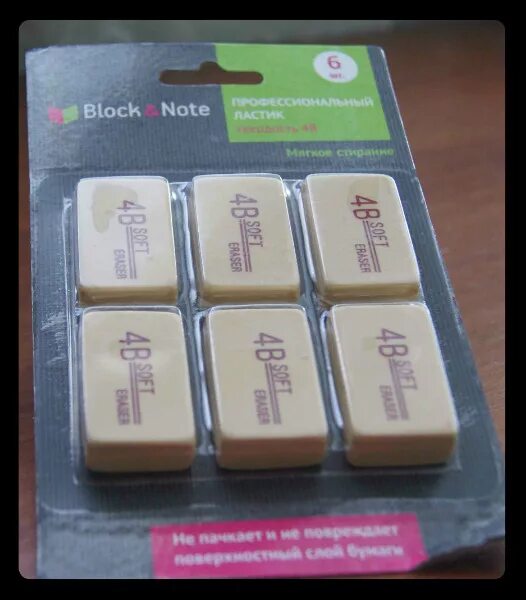 6
шт.
Block&Note
ПРОФЕССИОНАЛЬНЫЙ
ЛАСТИК
твердость 4В
Мягкое стирание
4B SOFT
ERASER
4B SOFT
ERASER
4B SOFT
ERASER
4B SOFT
ERASER
4B SOFT
ERASER
4B SOFT
ERASER
Не пачкает и не повреждает
поверхностный слой бумаги